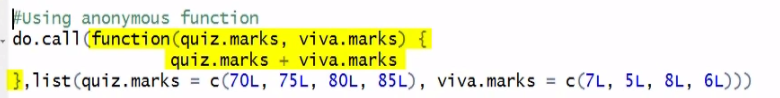 #Using anonymous function
do.call(function(quiz.marks, viva.marks) {
quiz.marks + viva.marks
},list(quiz.marks = c(70L, 75L, 80L, 85L), viva.marks = c(7L, 5L, 8L, 6L)))